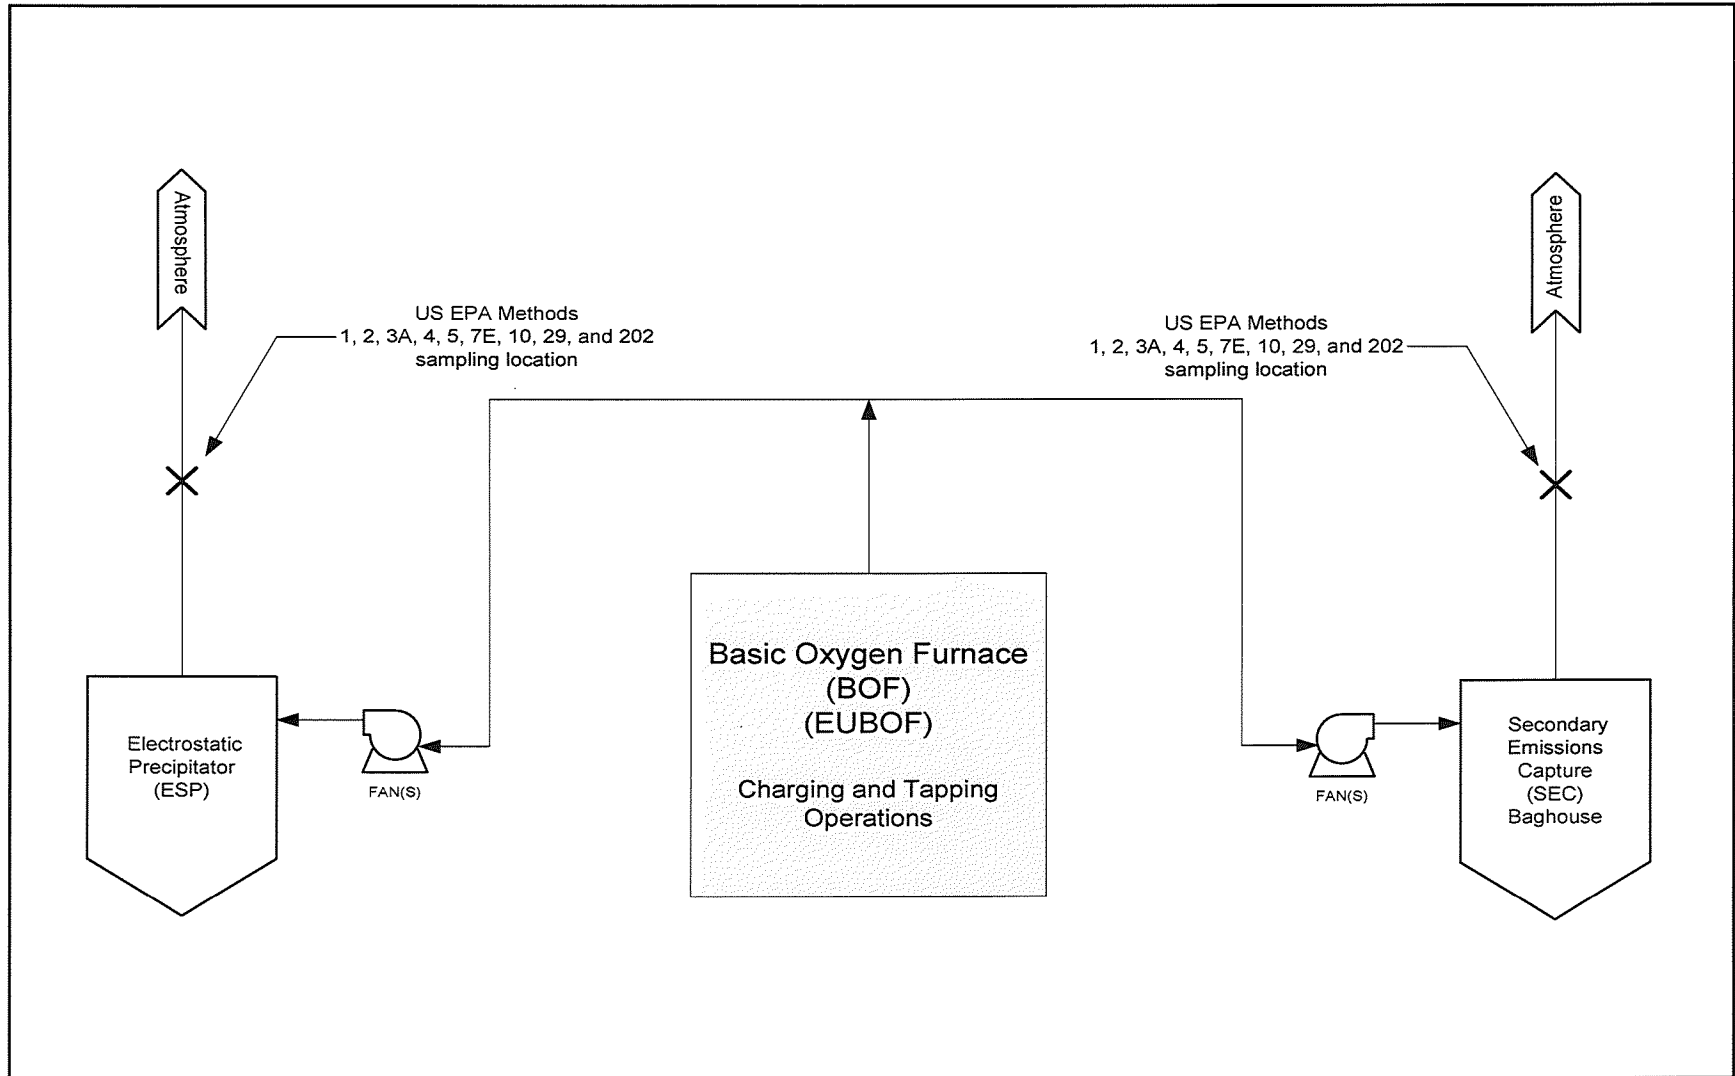 Atmosphere
Atmosphere
US EPA Methods
1, 2, 3A, 4, 5, 7E, 10, 29, and 202
sampling location
US EPA Methods
1, 2, 3A, 4, 5, 7E, 10, 29, and 202
sampling location
Basic Oxygen Furnace
(BOF)
(EUBOF)
Charging and Tapping
Operations
Electrostatic
Precipitator
(ESP)
FAN(S)
FAN(S)
Secondary
Emissions
Capture
(SEC)
Baghouse